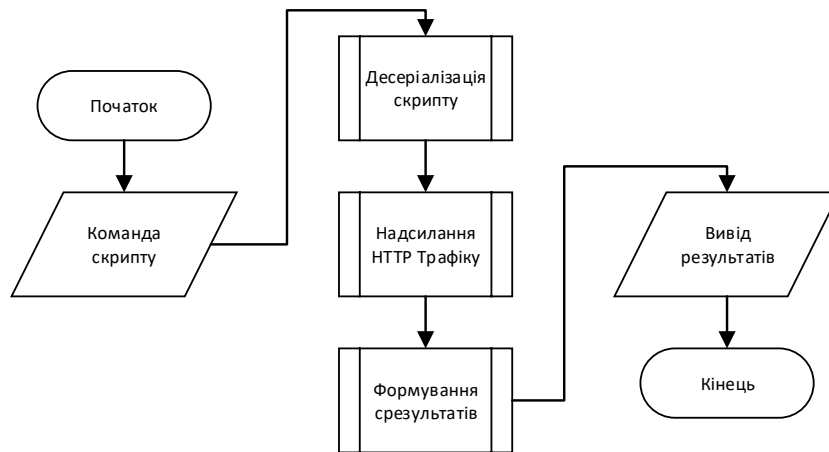 Початок
Команда
скрипту
Десеріалізація
скрипту
Надсилання
HTTP Трафіку
Формування
срезультатів
Вивід
результатів
Кінець